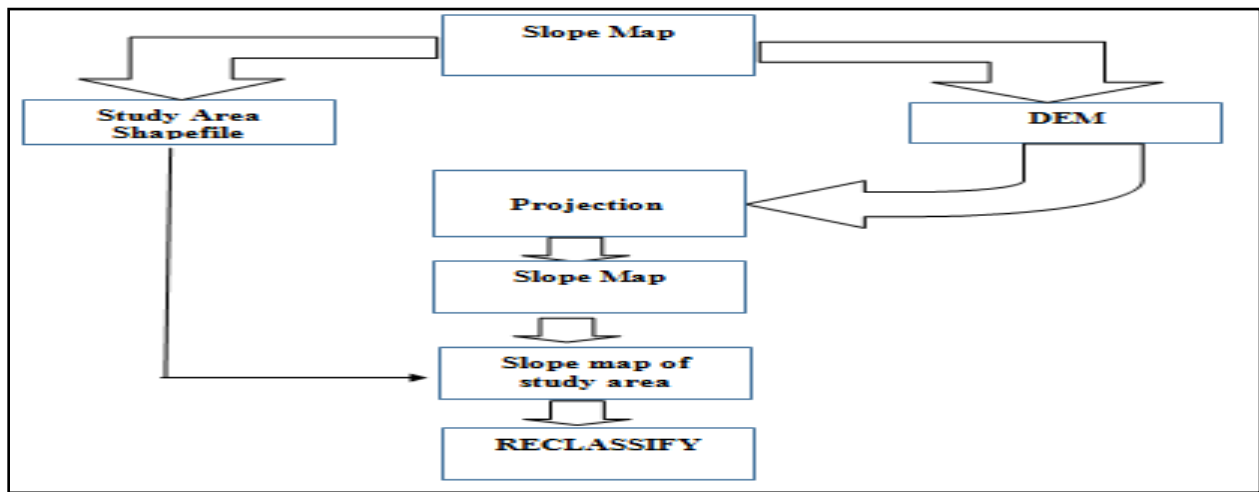 Slope Map
Study Area
Shapefile
DEM
Projection
Slope Map
Slope map of
study area
RECLASSIFY